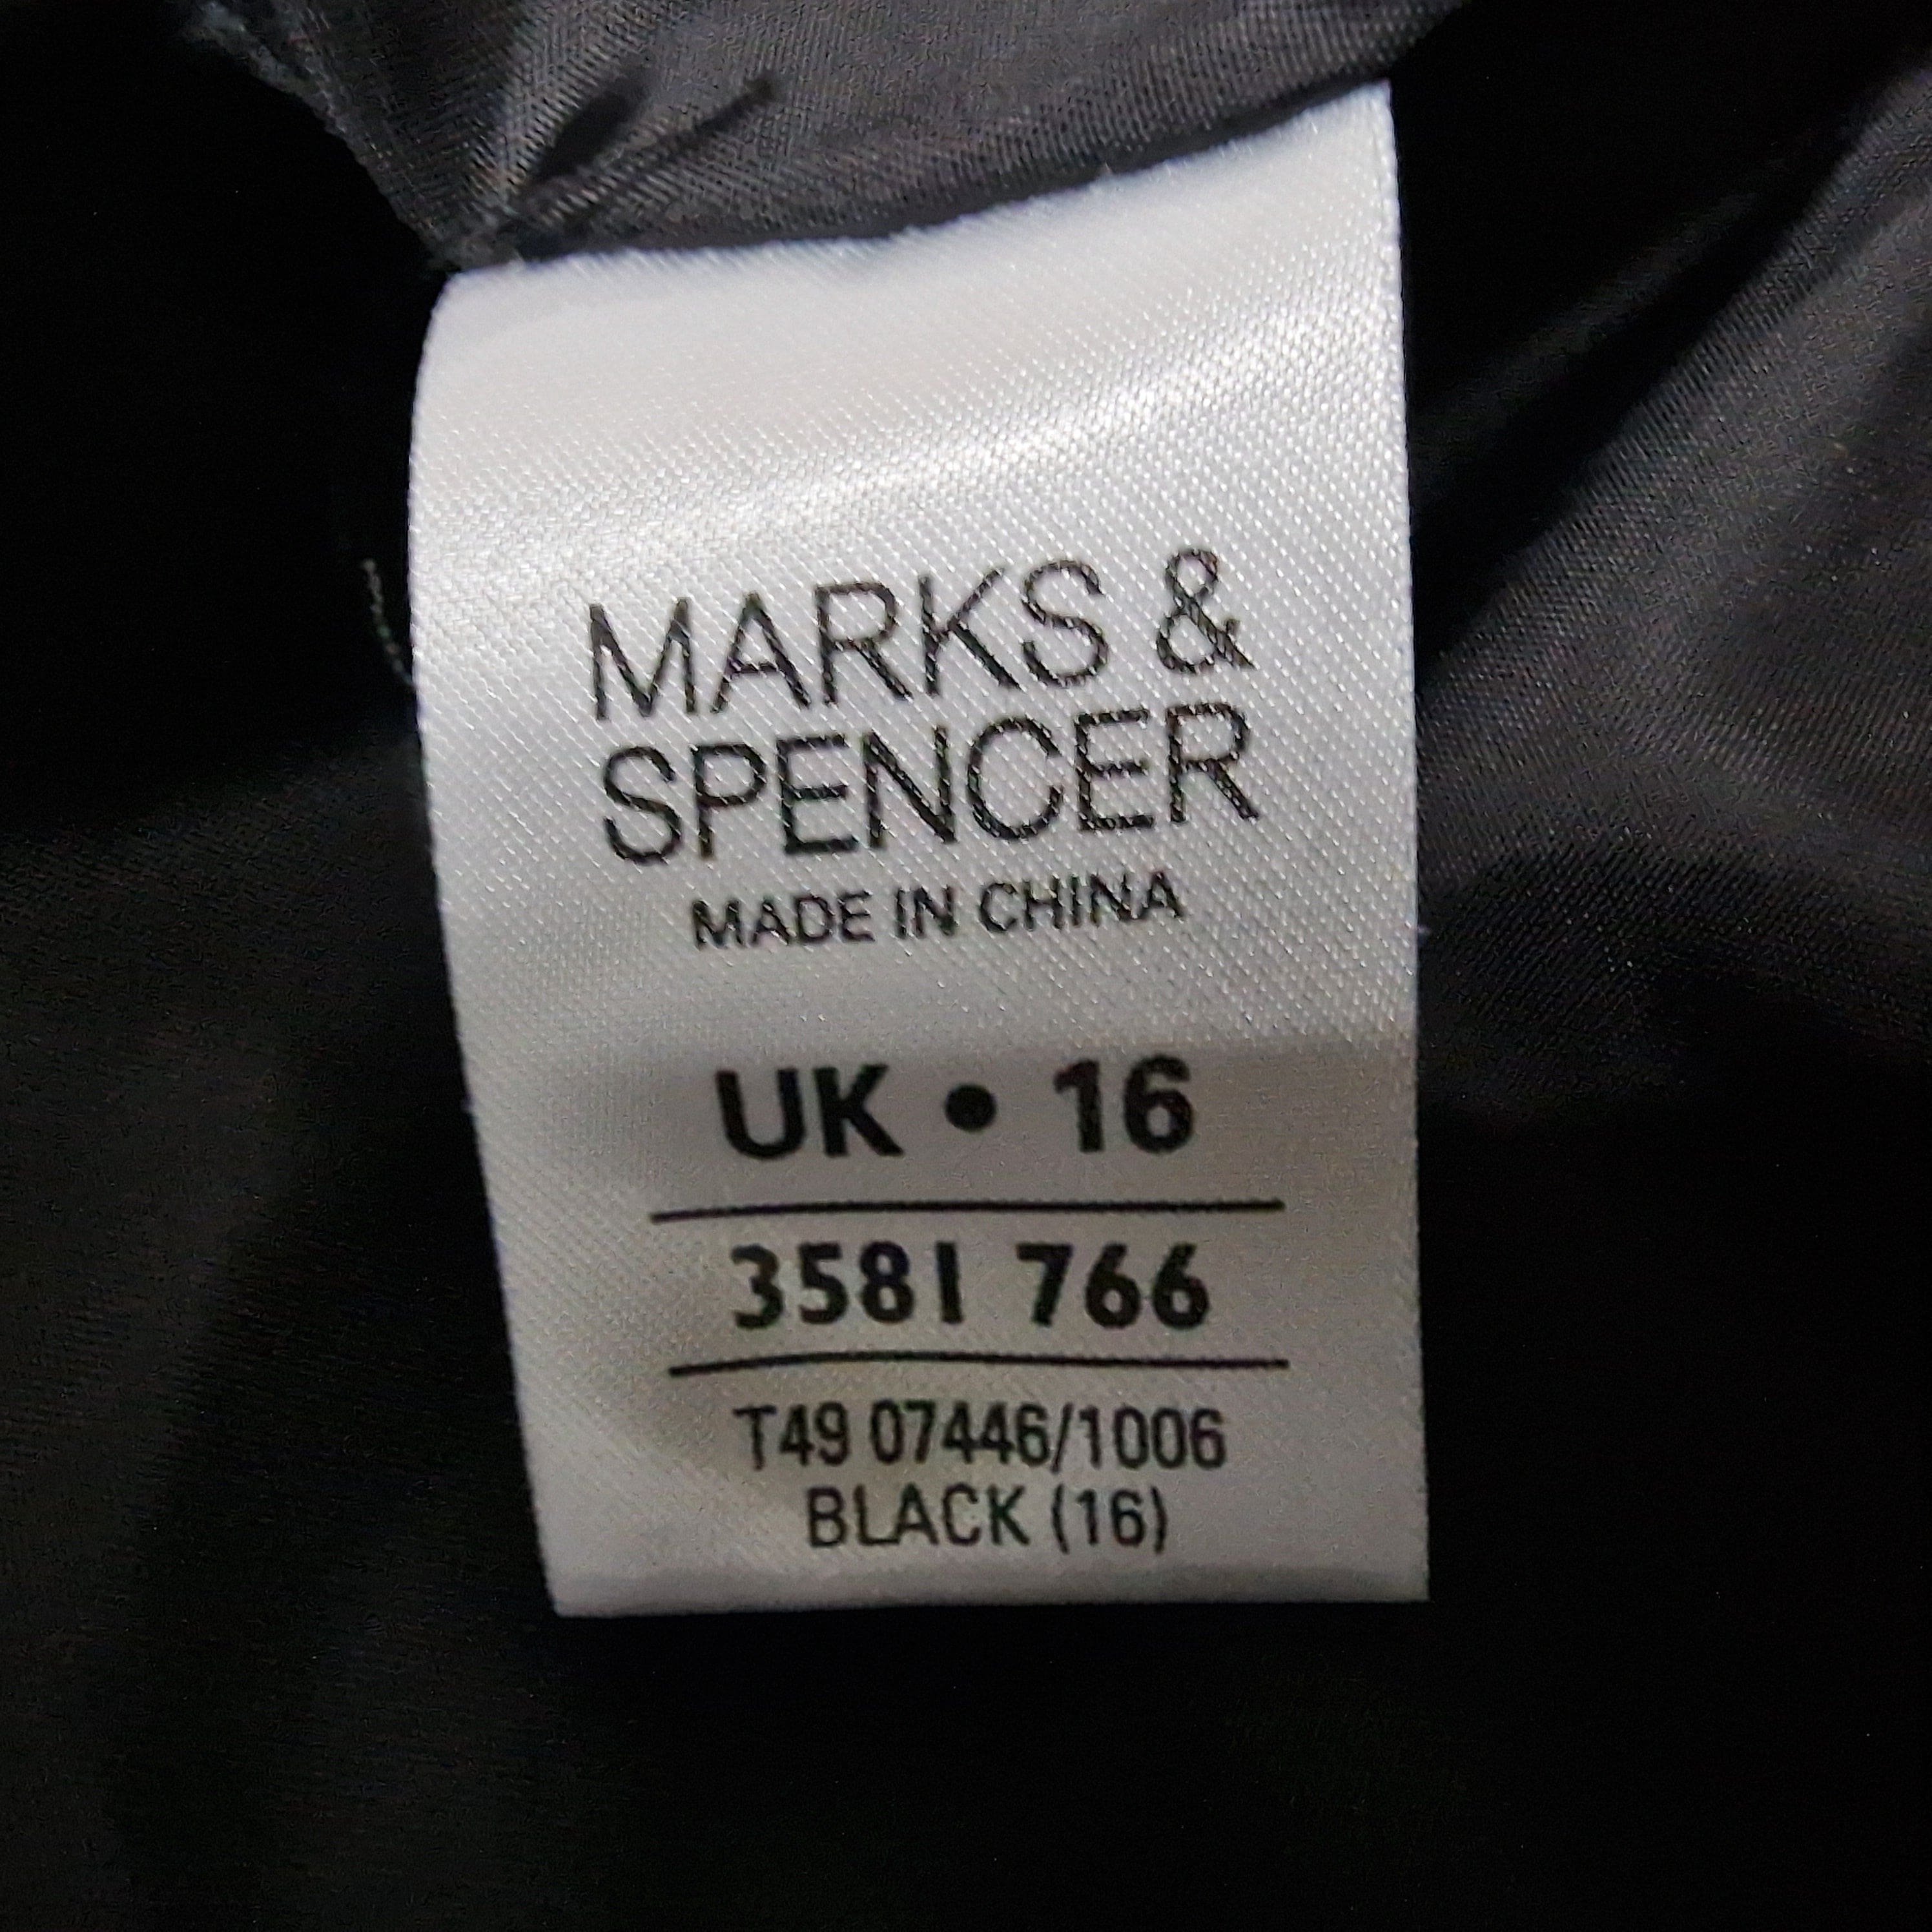 MARKS &
SPENCER
MADE IN CHINA
UK • 16
3581 766
T49 07446/1006
BLACK (16)